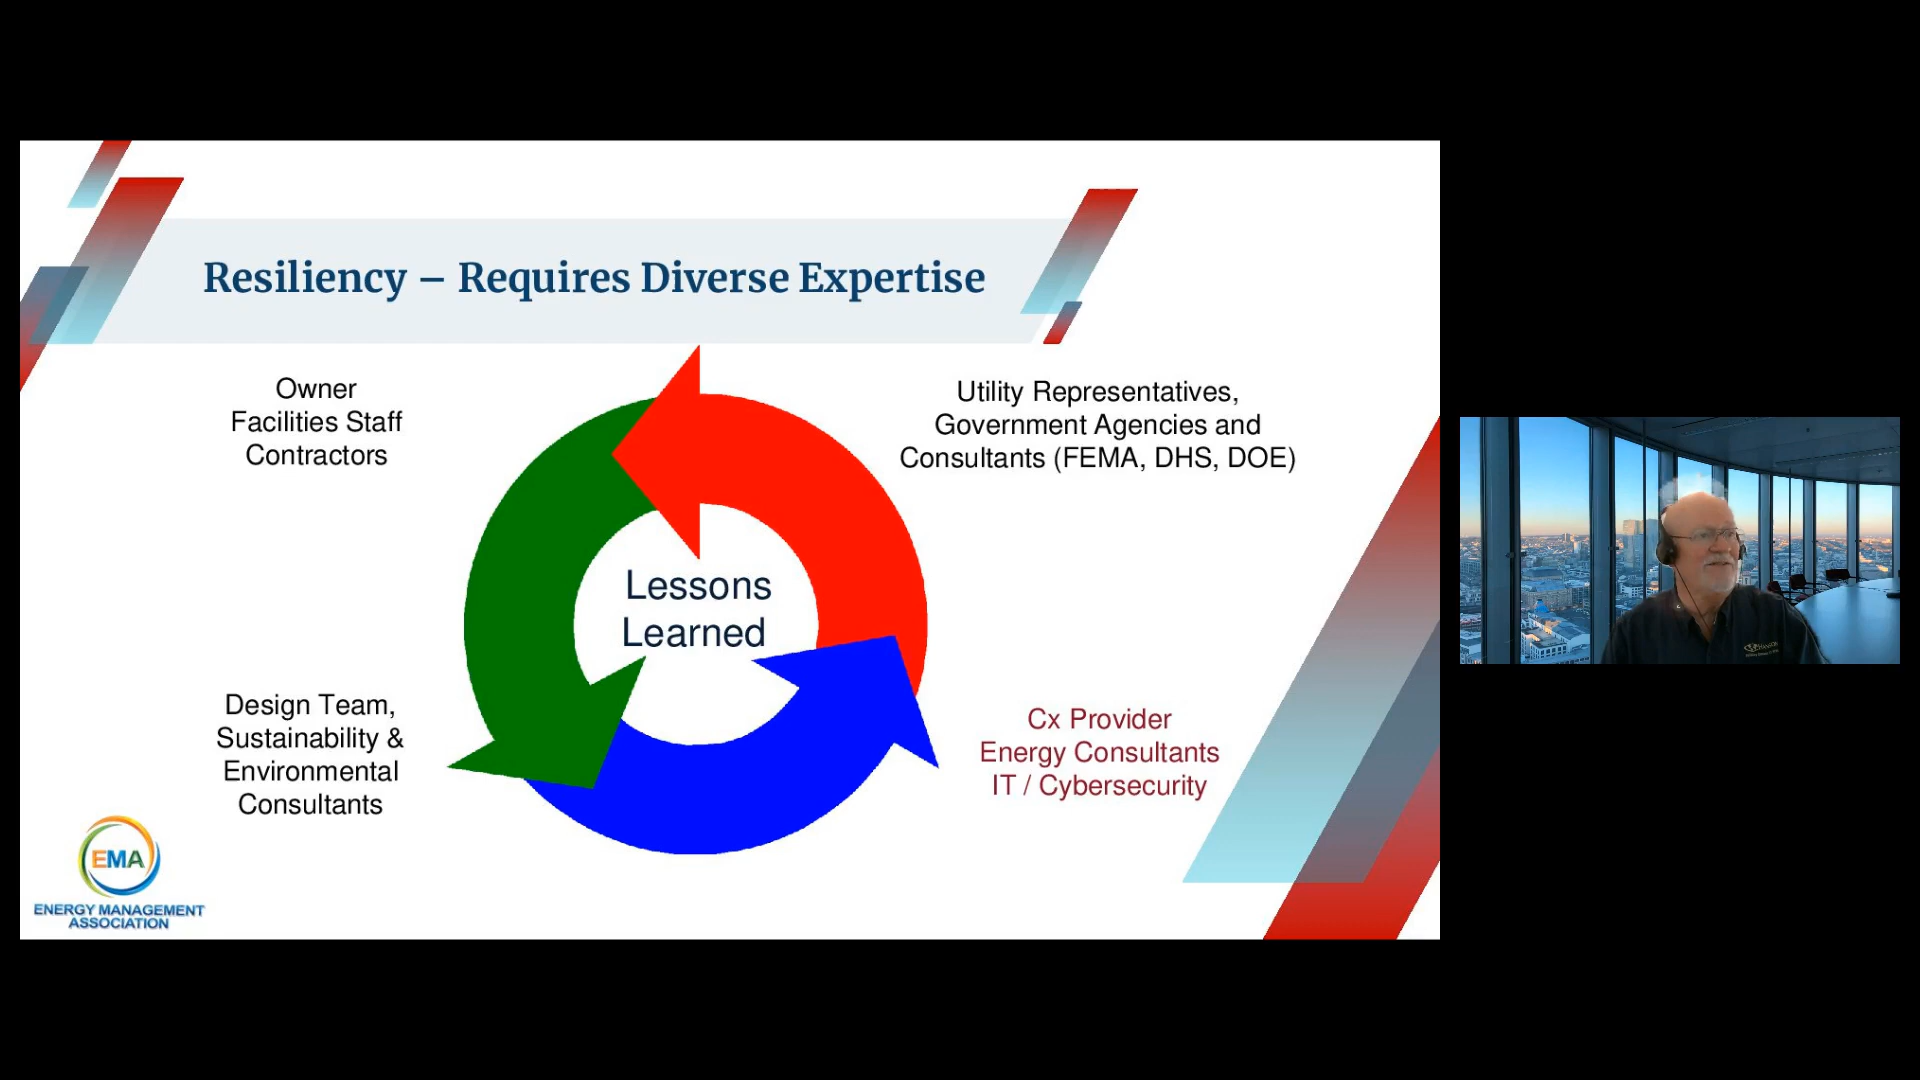 Resiliency – Requires Diverse Expertise
Owner
Facilities Staff
Contractors
Utility Representatives,
Government Agencies and
Consultants (FEMA, DHS, DOE)
Lessons
Learned
Design Team,
Sustainability &
Environmental
Consultants
Cx Provider
Energy Consultants
IT / Cybersecurity
EMA
ENERGY MANAGEMENT
ASSOCIATION